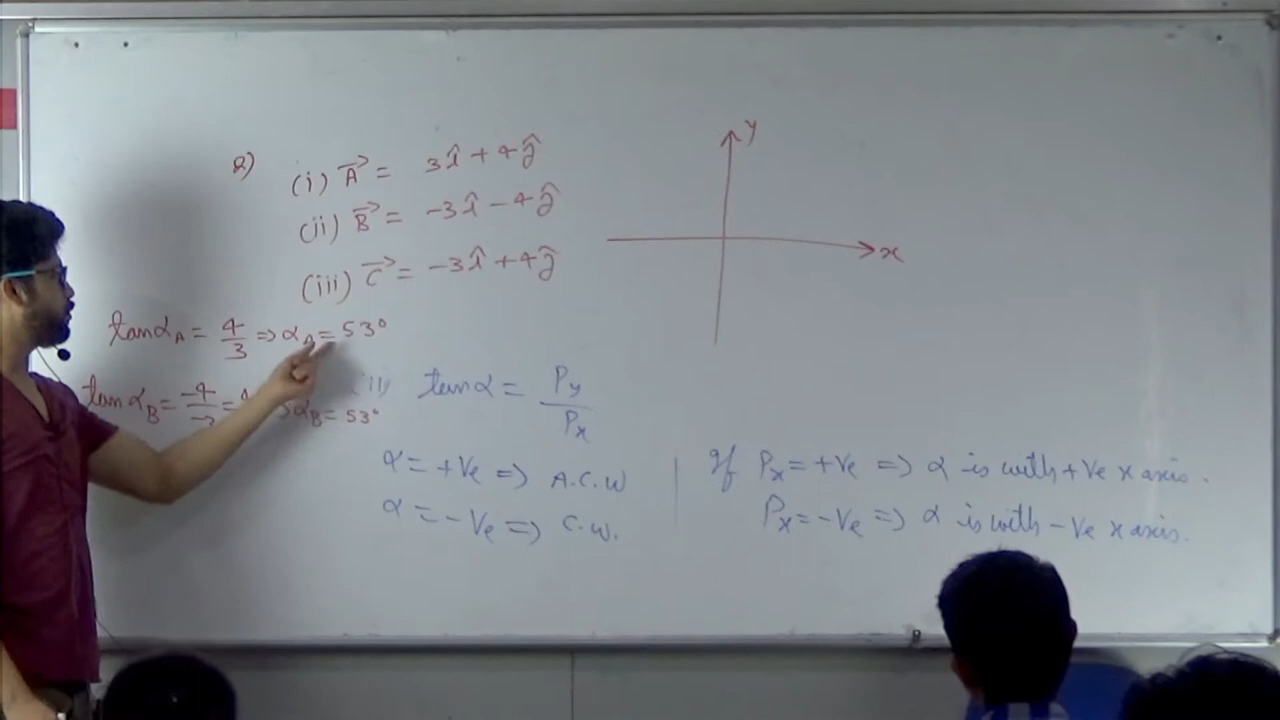 Q)
(i) A⃗ = 3î + 4ĵ
(ii) B⃗ = -3î - 4ĵ
(iii) C⃗ = -3î + 4ĵ
y
x
tanα_A = 4/3 => α_A = 53°
tanα_B = -4/-3 = α_B = 53°
tanα = P_y/P_x
α = +Ve => A.C.W
α = -Ve => C.W.
If P_x = +Ve => α is with +Ve x axis.
P_x = -Ve => α is with -Ve x axis.